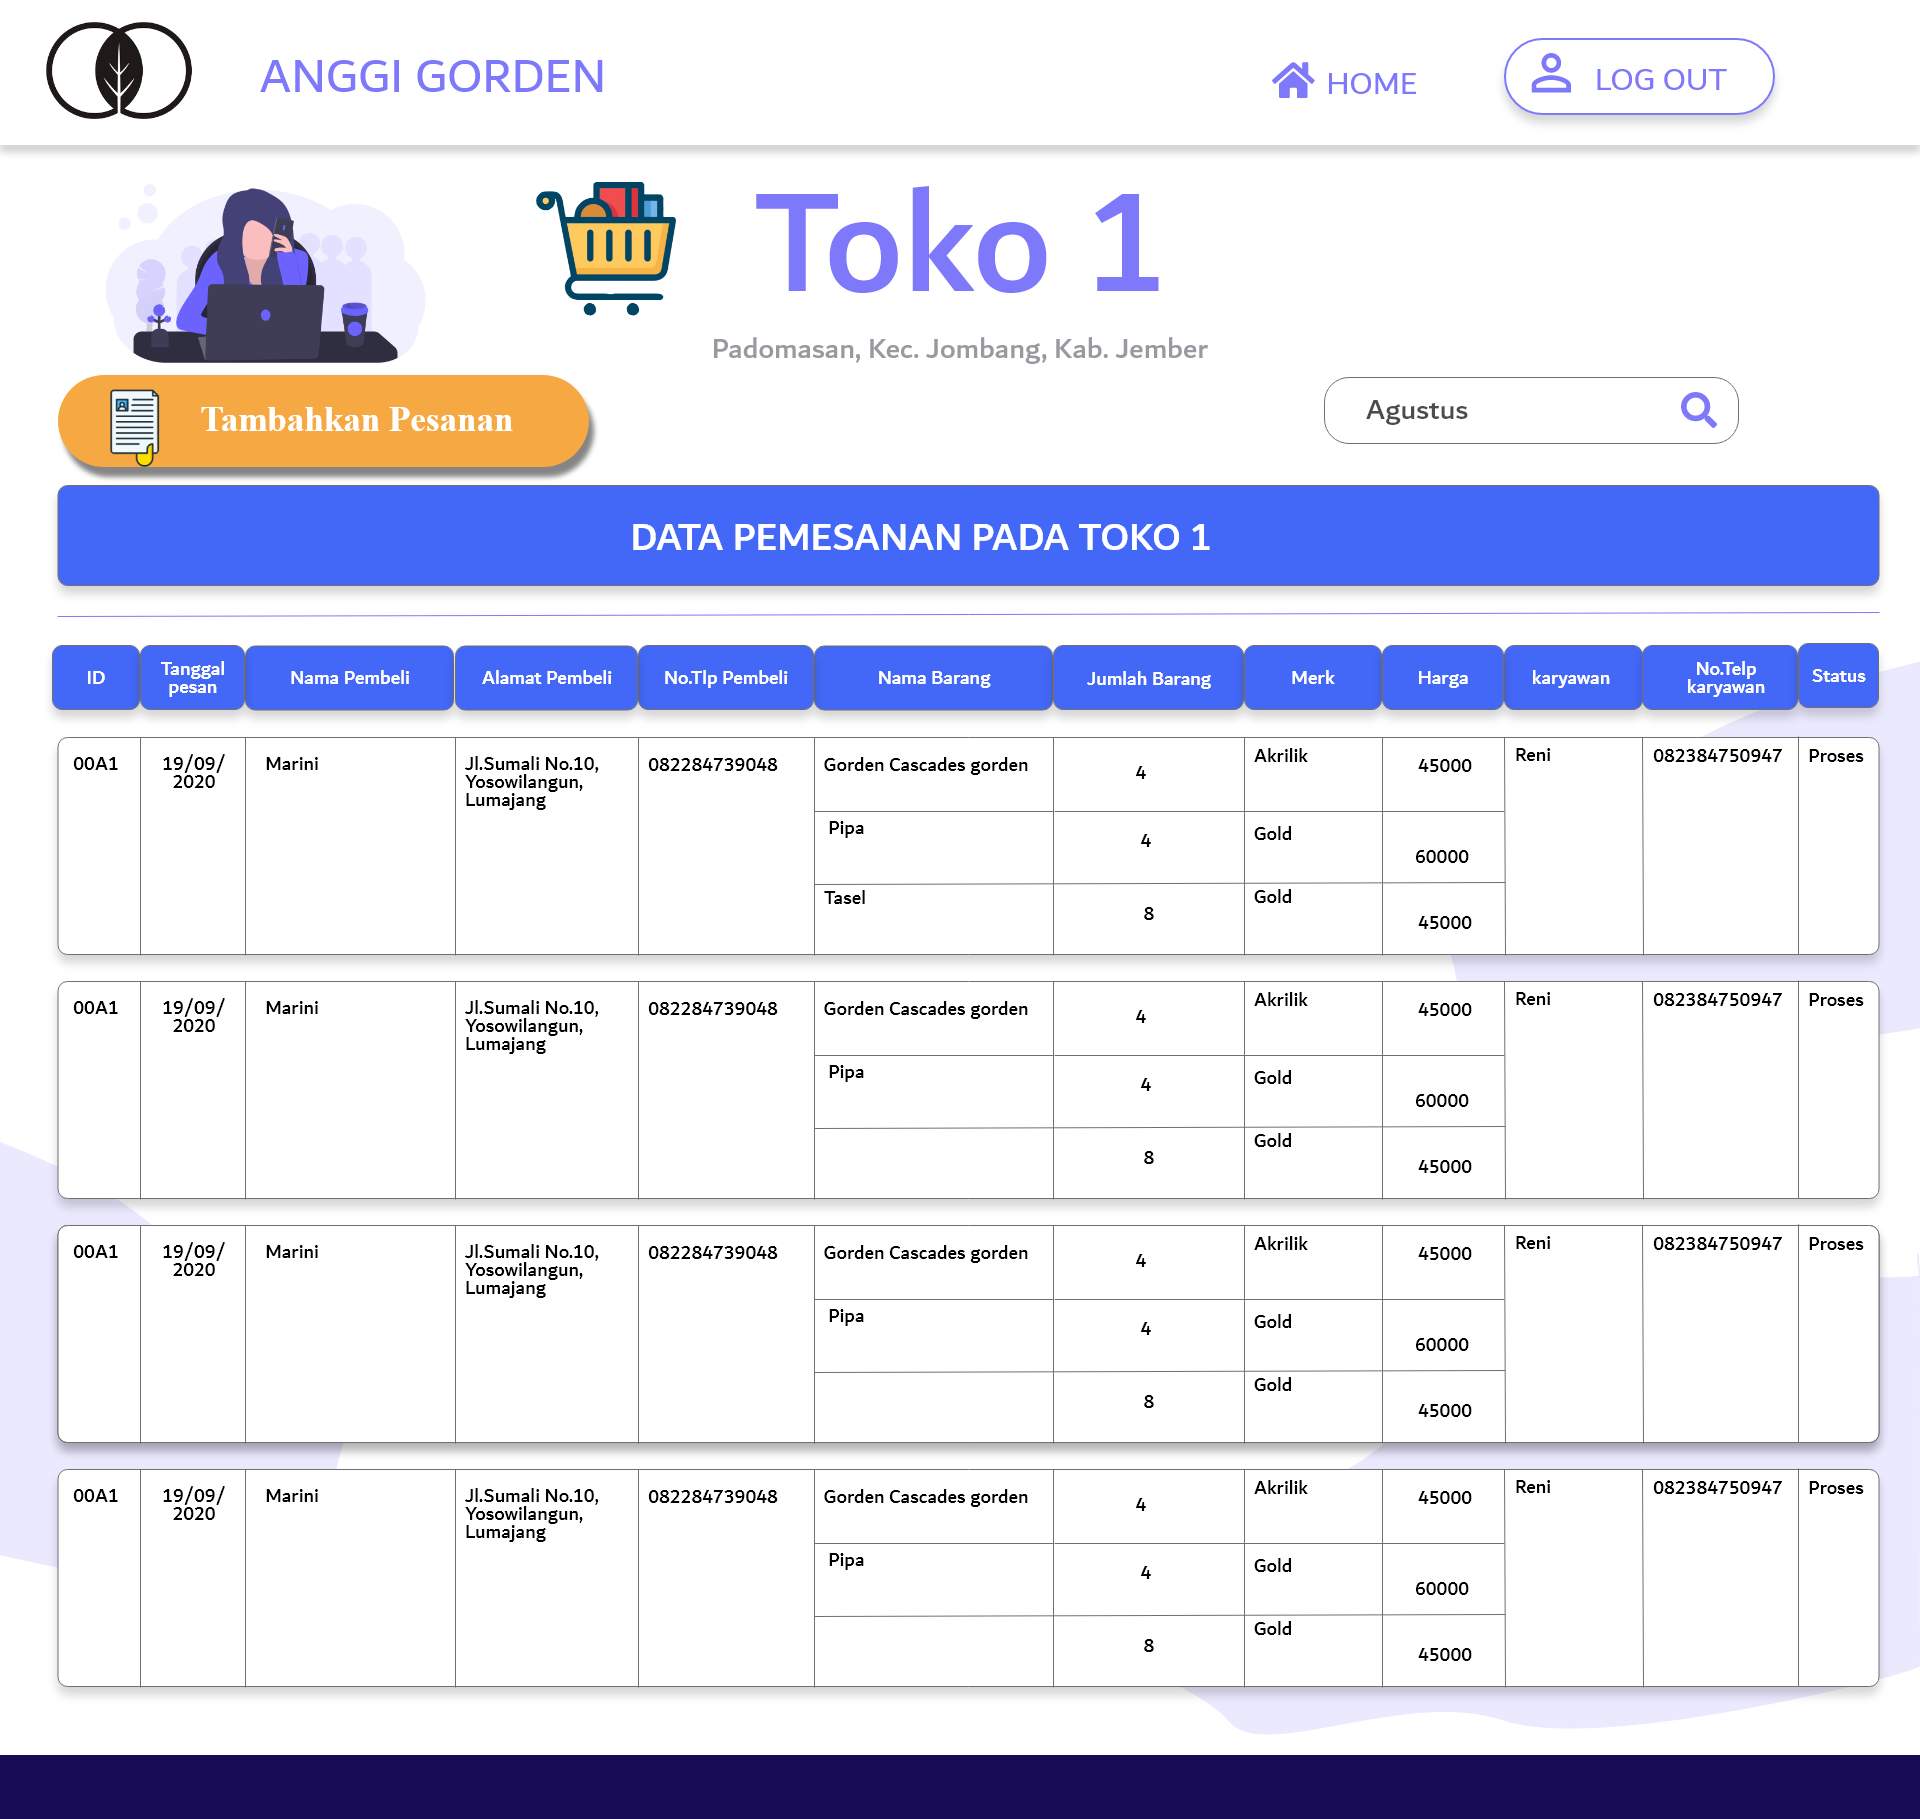 ANGGI GORDEN
HOME
LOG OUT
Toko 1
Padomasan, Kec. Jombang, Kab. Jember
Tambahkan Pesanan
Agustus
DATA PEMESANAN PADA TOKO 1
ID
Tanggal
pesan
Nama Pembeli
Alamat Pembeli
No.Tlp Pembeli
Nama Barang
Jumlah Barang
Merk
Harga
karyawan
No.Telp
karyawan
Status
00A1
19/09/
2020
Marini
Jl.Sumali No.10,
Yosowilangun,
Lumajang
082284739048
Gorden Cascades gorden
4
Akrilik
45000
Reni
082384750947
Proses
Pipa
4
Gold
60000
Tasel
8
Gold
45000
00A1
19/09/
2020
Marini
Jl.Sumali No.10,
Yosowilangun,
Lumajang
082284739048
Gorden Cascades gorden
4
Akrilik
45000
Reni
082384750947
Proses
Pipa
4
Gold
60000
8
Gold
45000
00A1
19/09/
2020
Marini
Jl.Sumali No.10,
Yosowilangun,
Lumajang
082284739048
Gorden Cascades gorden
4
Akrilik
45000
Reni
082384750947
Proses
Pipa
4
Gold
60000
8
Gold
45000
00A1
19/09/
2020
Marini
Jl.Sumali No.10,
Yosowilangun,
Lumajang
082284739048
Gorden Cascades gorden
4
Akrilik
45000
Reni
082384750947
Proses
Pipa
4
Gold
60000
8
Gold
45000